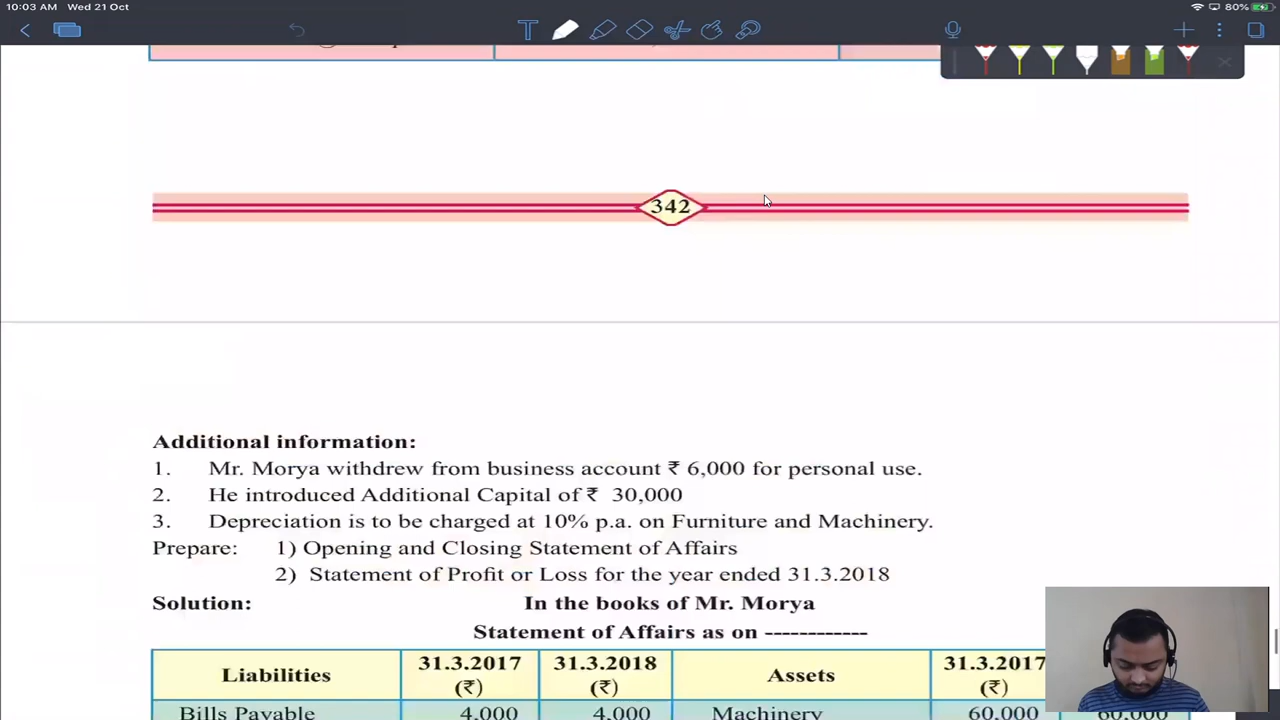 10:03 AM Wed 21 Oct
80%
T
342
Additional information:
1. Mr. Morya withdrew from business account ₹ 6,000 for personal use.
2. He introduced Additional Capital of ₹ 30,000
3. Depreciation is to be charged at 10% p.a. on Furniture and Machinery.
Prepare: 1) Opening and Closing Statement of Affairs
2) Statement of Profit or Loss for the year ended 31.3.2018
Solution: In the books of Mr. Morya
Statement of Affairs as on ------------
Liabilities 31.3.2017 (₹) 31.3.2018 (₹) Assets 31.3.2017 (₹)
Bills Payable 4,000 4,000 Machinery 60,000 60,000